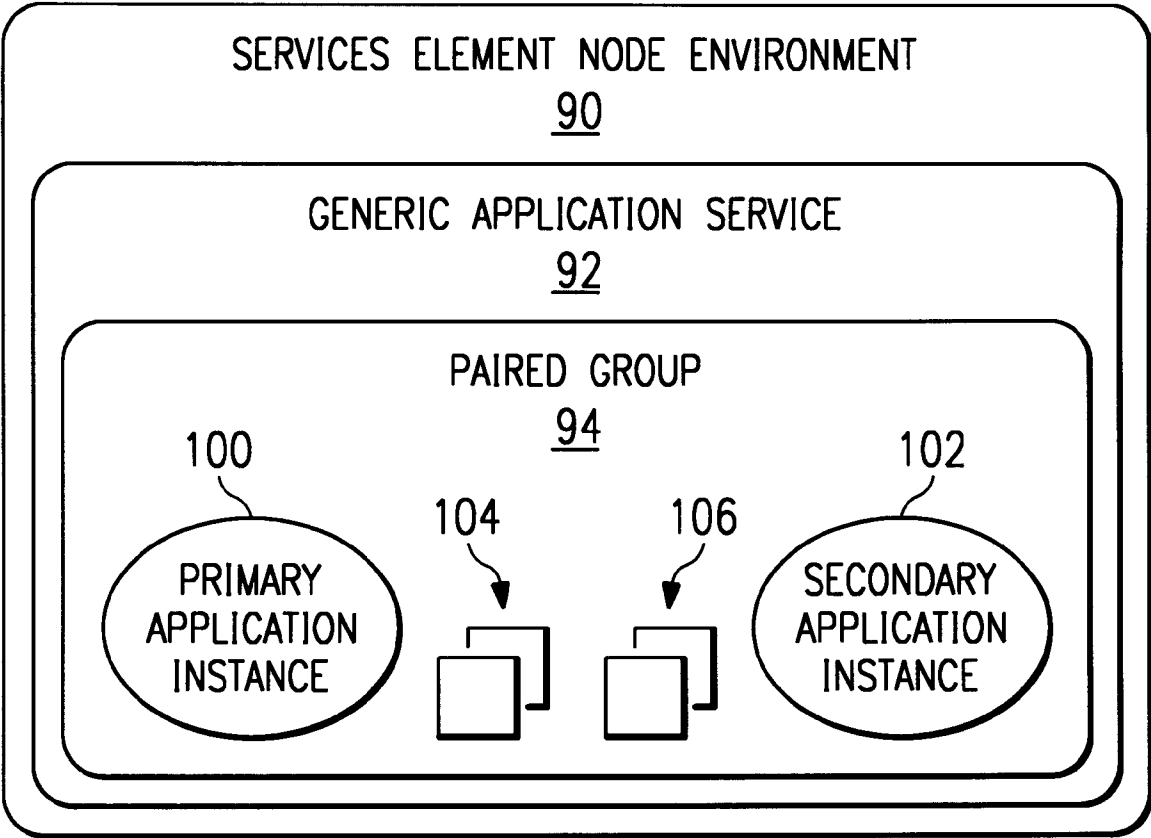 SERVICES ELEMENT NODE ENVIRONMENT
90
GENERIC APPLICATION SERVICE
92
PAIRED GROUP
94
100
102
104
106
PRIMARY
APPLICATION
INSTANCE
SECONDARY
APPLICATION
INSTANCE